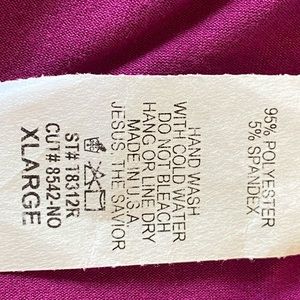 95% POLYESTER
5% SPANDEX
HAND WASH
WITH COLD WATER
DO NOT BLEACH
HANG OR LINE DRY
MADE IN U.S.A.
JESUS, THE SAVIOR
ST# 18312R
CUT# 8542-NO
XLARGE